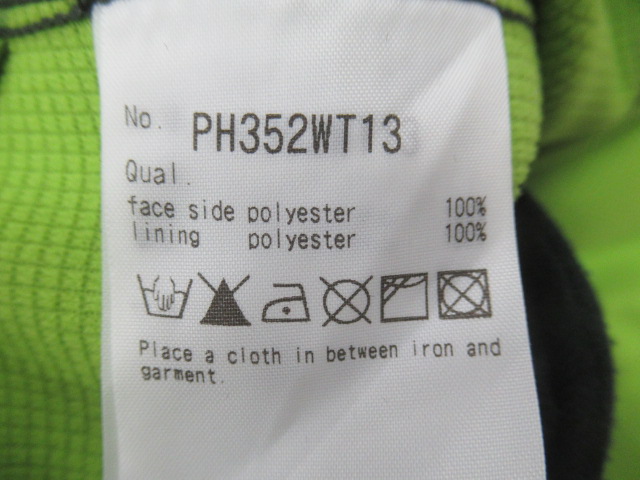 No. PH352WT13
Qual.
face side polyester 100%
lining polyester 100%
Place a cloth in between iron and
garment.